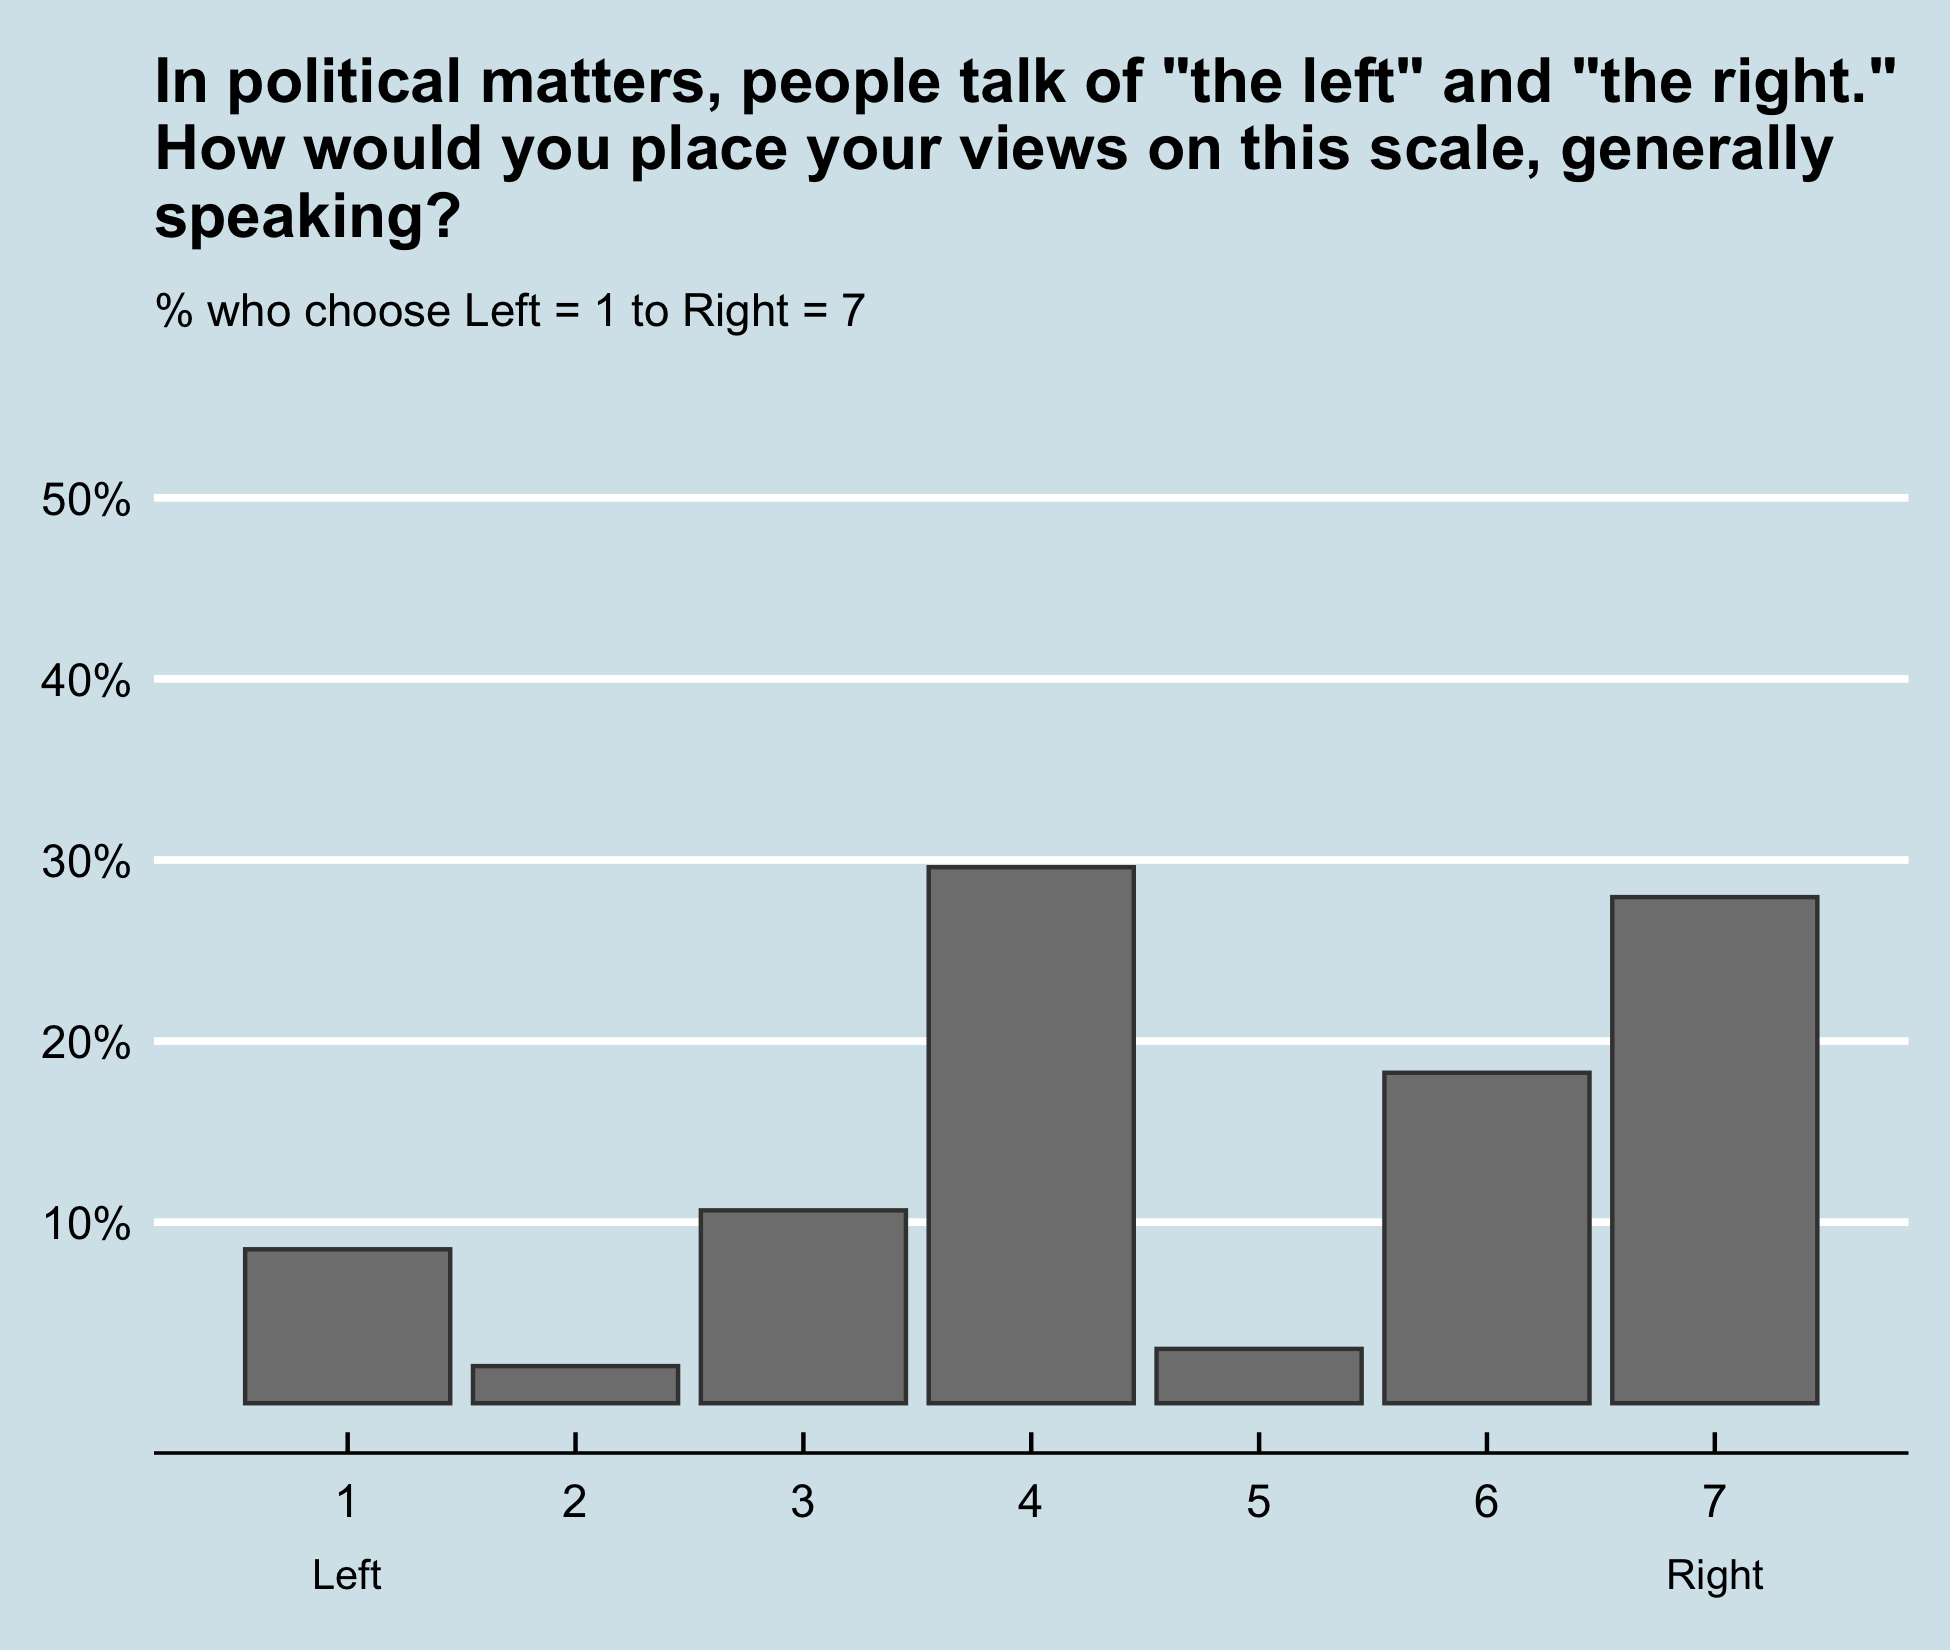 In political matters, people talk of "the left" and "the right."
How would you place your views on this scale, generally
speaking?
% who choose Left = 1 to Right = 7
50%
40%
30%
20%
10%
1 2 3 4 5 6 7
Left Right